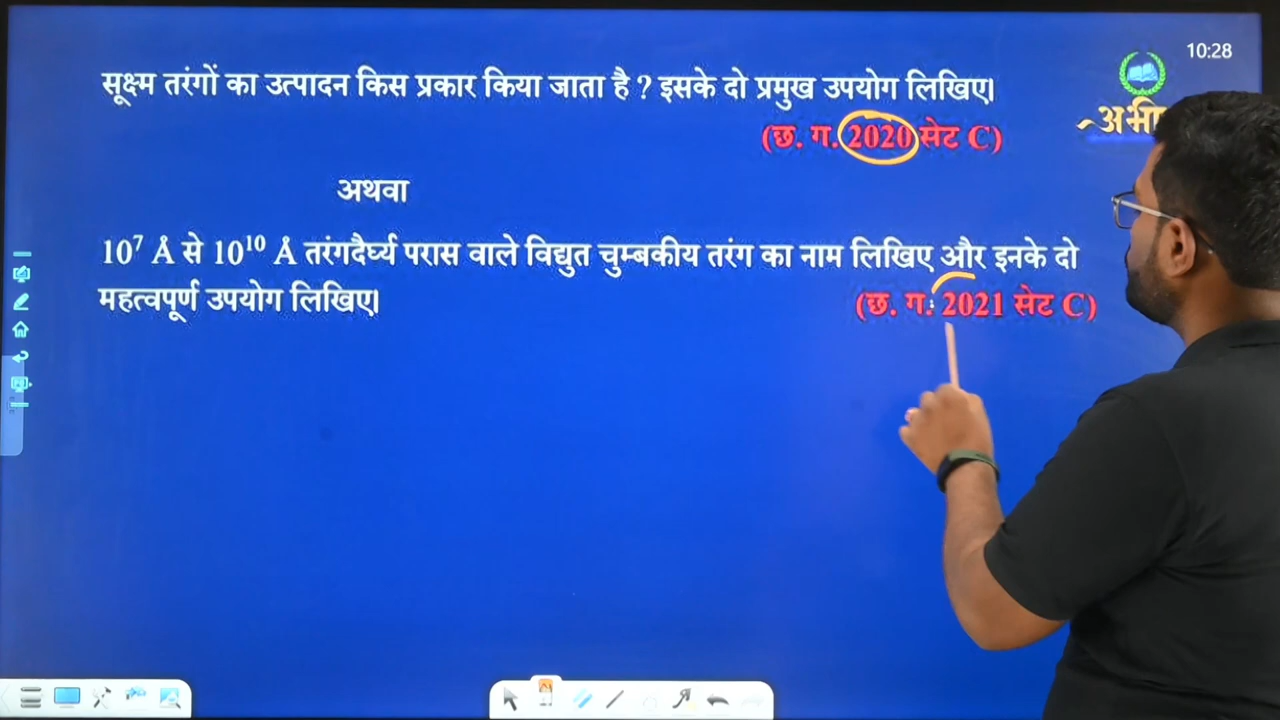 10:28
सूक्ष्म तरंगों का उत्पादन किस प्रकार किया जाता है ? इसके दो प्रमुख उपयोग लिखिए।
(छ. ग. 2020 सेट C)
अथवा
10⁷ Å से 10¹⁰ Å तरंगदैर्घ्य परास वाले विद्युत चुम्बकीय तरंग का नाम लिखिए और इनके दो
महत्वपूर्ण उपयोग लिखिए।
(छ. ग. 2021 सेट C)